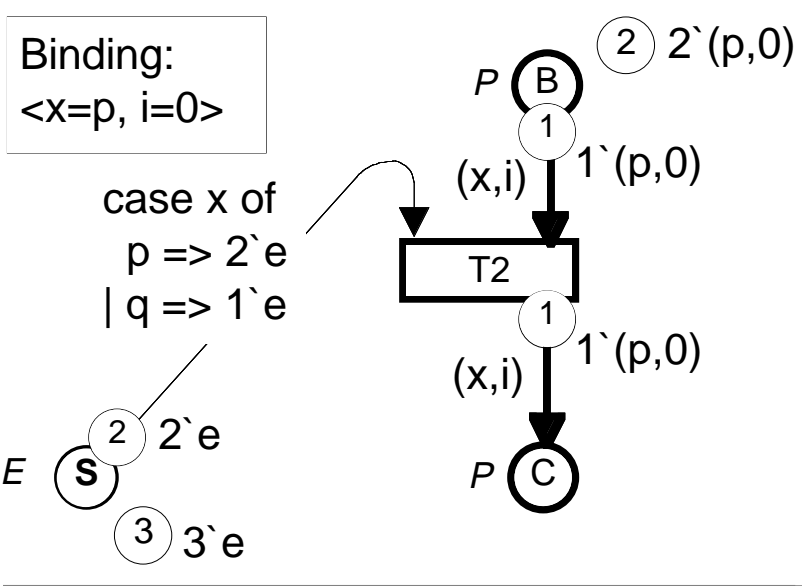 Binding:
<x=p, i=0>
2 2`(p,0)
P B
1
(x,i) 1`(p,0)
case x of
p => 2`e
| q => 1`e
T2
1
(x,i) 1`(p,0)
2 2`e
E S
P C
3 3`e